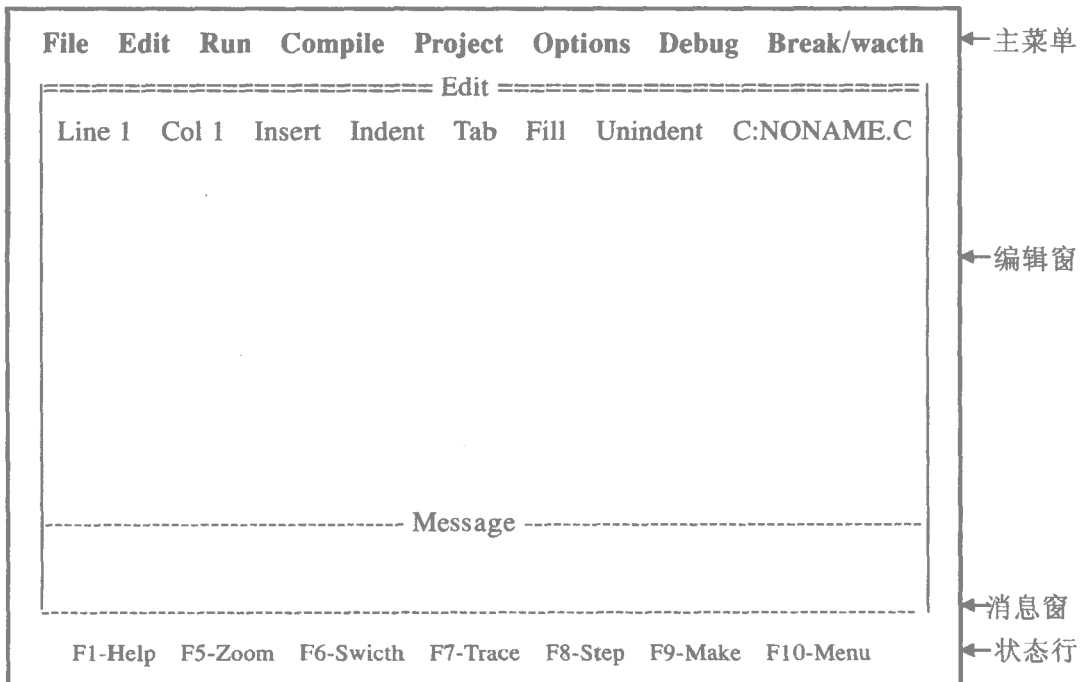 File Edit Run Compile Project Options Debug Break/wacth
主菜单
Edit
Line 1 Col 1 Insert Indent Tab Fill Unindent C:NONAME.C
编辑窗
Message
消息窗
F1-Help F5-Zoom F6-Swicth F7-Trace F8-Step F9-Make F10-Menu
状态行